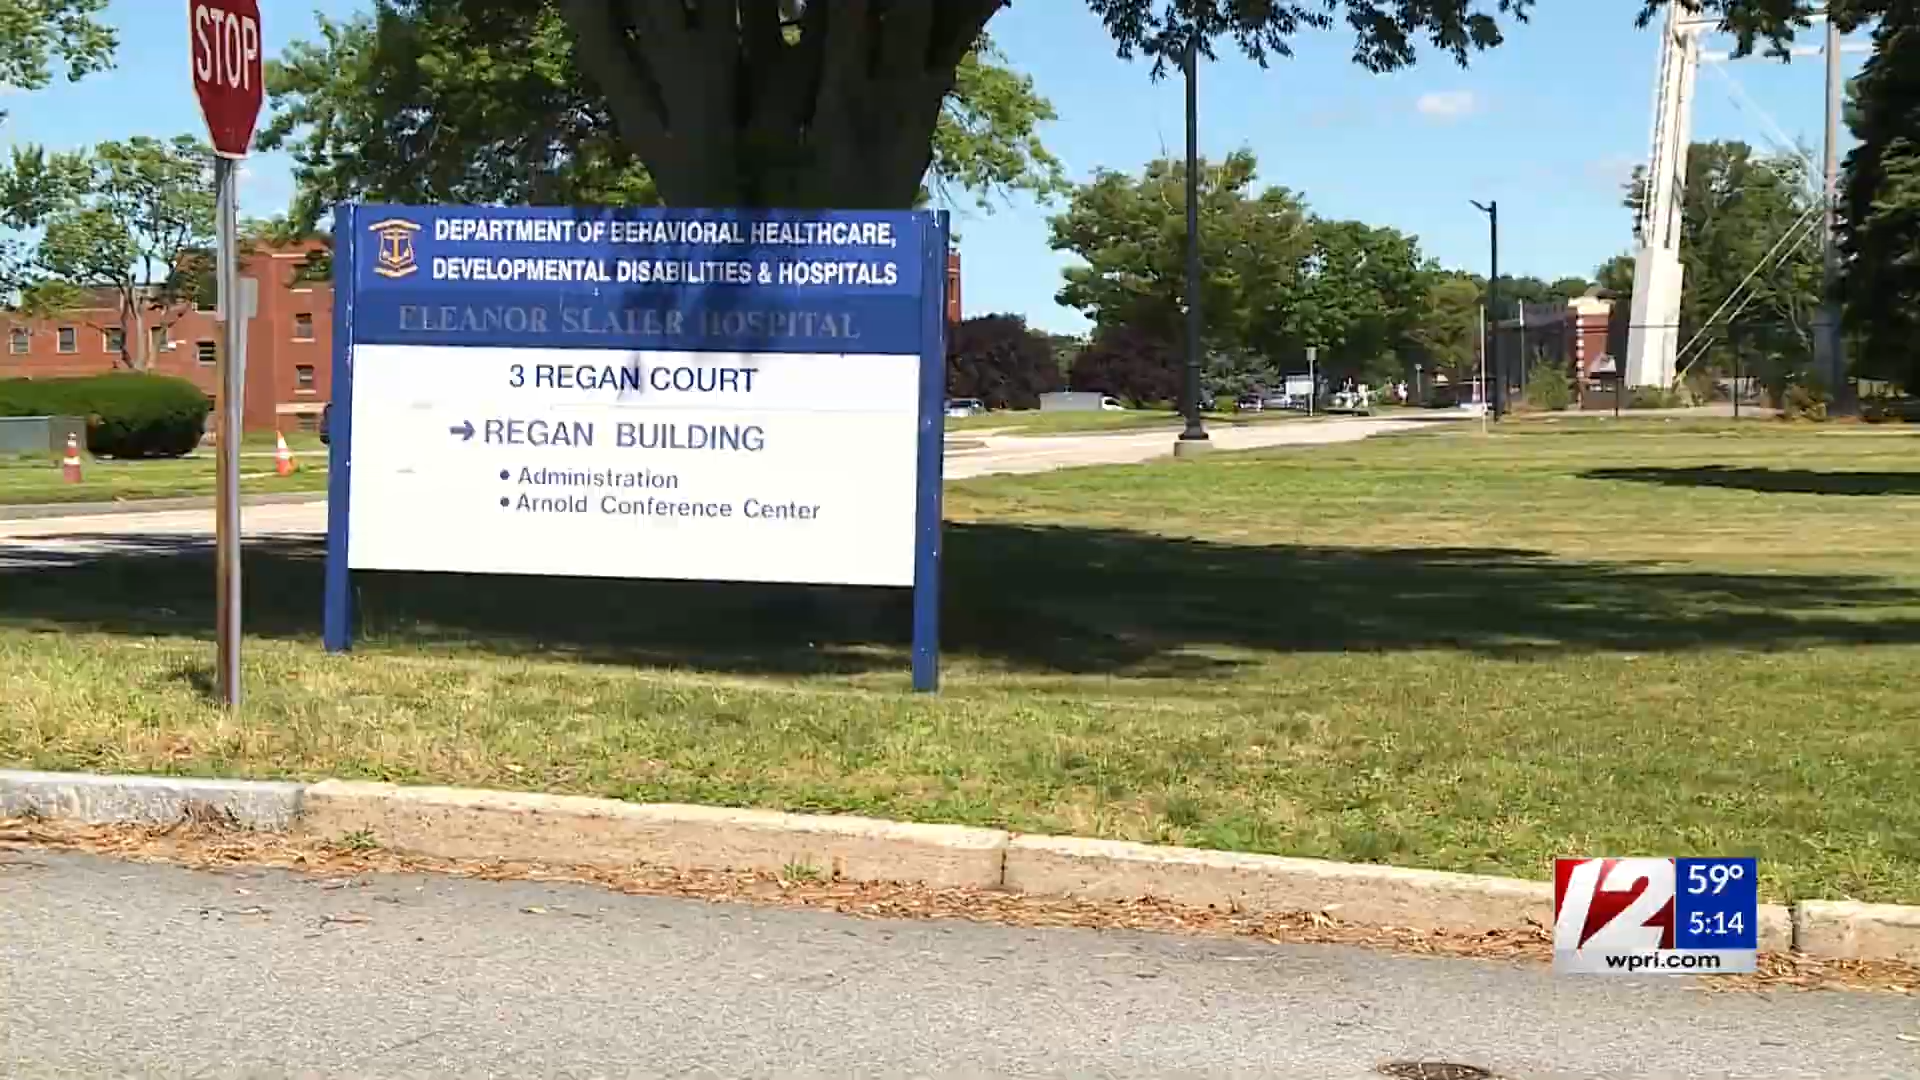 STOP
DEPARTMENT OF BEHAVIORAL HEALTHCARE,
DEVELOPMENTAL DISABILITIES & HOSPITALS
ELEANOR SLATER HOSPITAL
3 REGAN COURT
→ REGAN BUILDING
• Administration
• Arnold Conference Center
12
59°
5:14
wpri.com